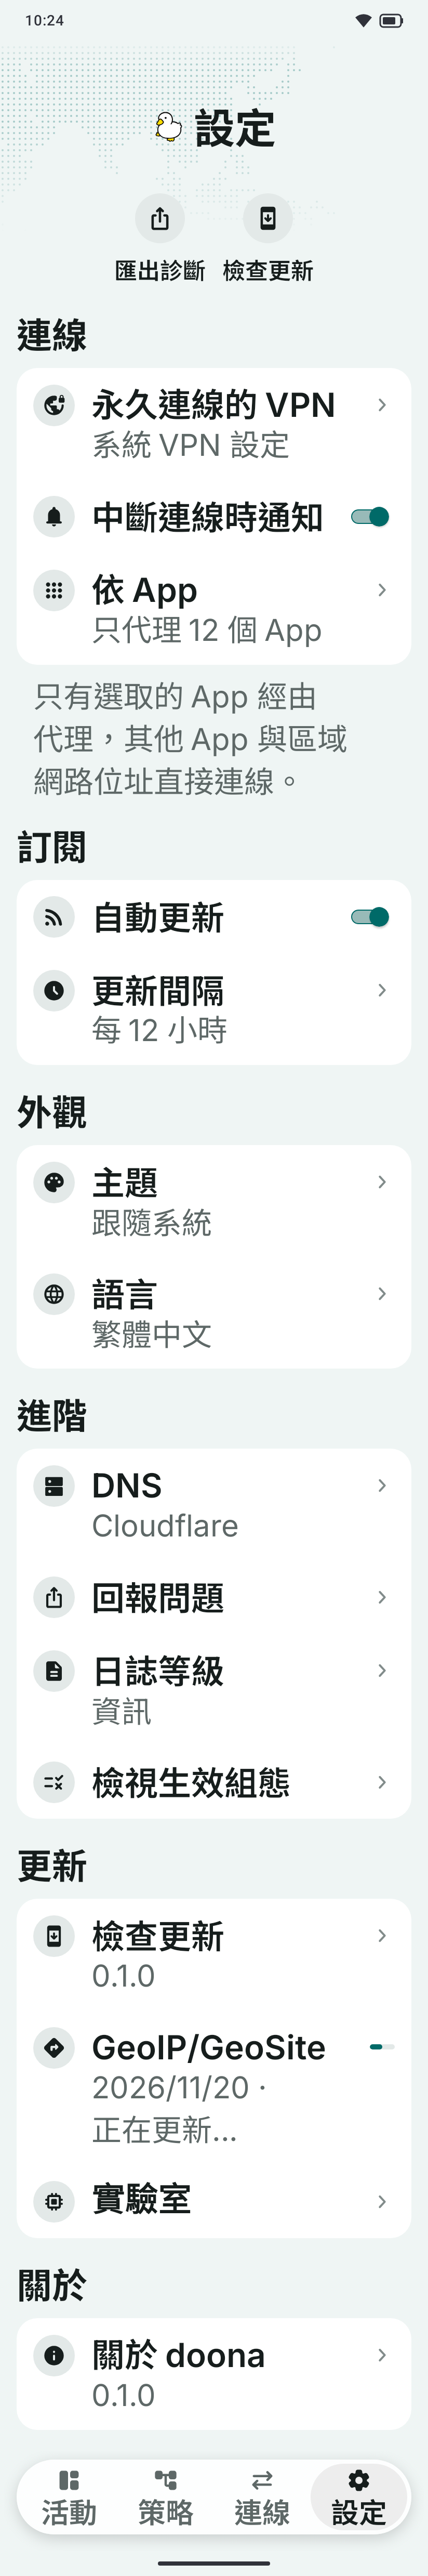 10:24
設定
匯出診斷 檢查更新
連線
永久連線的 VPN
系統 VPN 設定
中斷連線時通知
依 App
只代理 12 個 App
只有選取的 App 經由
代理，其他 App 與區域
網路位址直接連線。
訂閱
自動更新
更新間隔
每 12 小時
外觀
主題
跟隨系統
語言
繁體中文
進階
DNS
Cloudflare
回報問題
日誌等級
資訊
檢視生效組態
更新
檢查更新
0.1.0
GeoIP/GeoSite
2026/11/20 ·
正在更新...
實驗室
關於
關於 doona
0.1.0
活動 策略 連線 設定